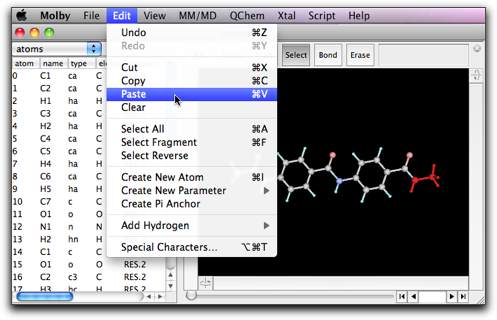 Molby File Edit View MM/MD QChem Xtal Script Help
atoms
Select Bond Erase
atom name type ele
0 C1 ca C
1 C2 ca C
2 H1 ha H
3 C3 ca C
4 H2 ha H
5 C4 ca C
6 C5 ca C
7 H4 ha H
8 C6 ca C
9 H5 ha H
10 C7 c C
11 O1 o O
12 N1 n N
13 H2 hn H
14 C1 c C
15 O1 o O RES.2
16 C2 c3 C RES.2
17 H3 hc H RES.2
Undo ⌘Z
Redo ⌘Y
Cut ⌘X
Copy ⌘C
Paste ⌘V
Clear
Select All ⌘A
Select Fragment ⌘F
Select Reverse
Create New Atom ⌘I
Create New Parameter
Create Pi Anchor
Add Hydrogen
Special Characters... ⌥⌘T